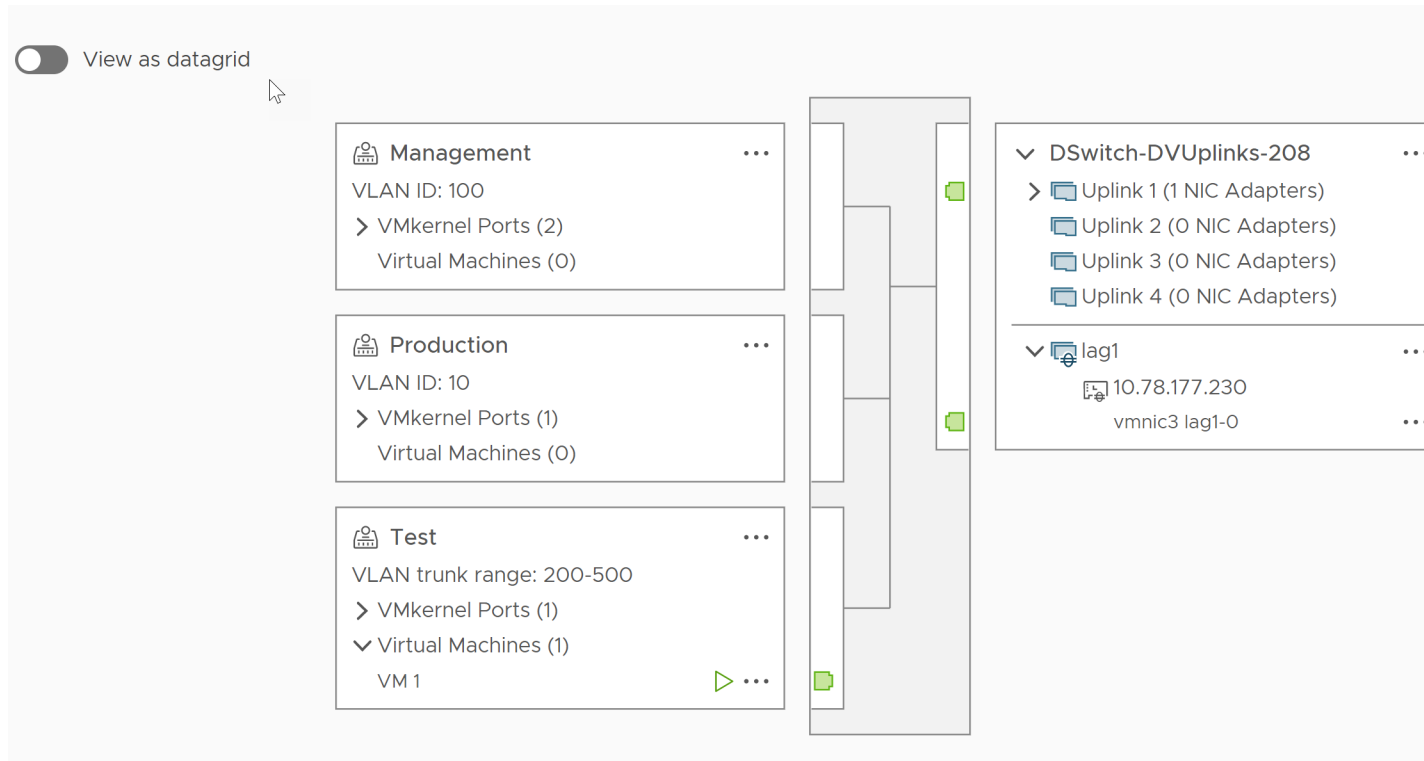 View as datagrid
Management
VLAN ID: 100
VMkernel Ports (2)
Virtual Machines (0)
Production
VLAN ID: 10
VMkernel Ports (1)
Virtual Machines (0)
Test
VLAN trunk range: 200-500
VMkernel Ports (1)
Virtual Machines (1)
VM 1
DSwitch-DVUplinks-208
Uplink 1 (1 NIC Adapters)
Uplink 2 (0 NIC Adapters)
Uplink 3 (0 NIC Adapters)
Uplink 4 (0 NIC Adapters)
lag1
10.78.177.230
vmnic3 lag1-0